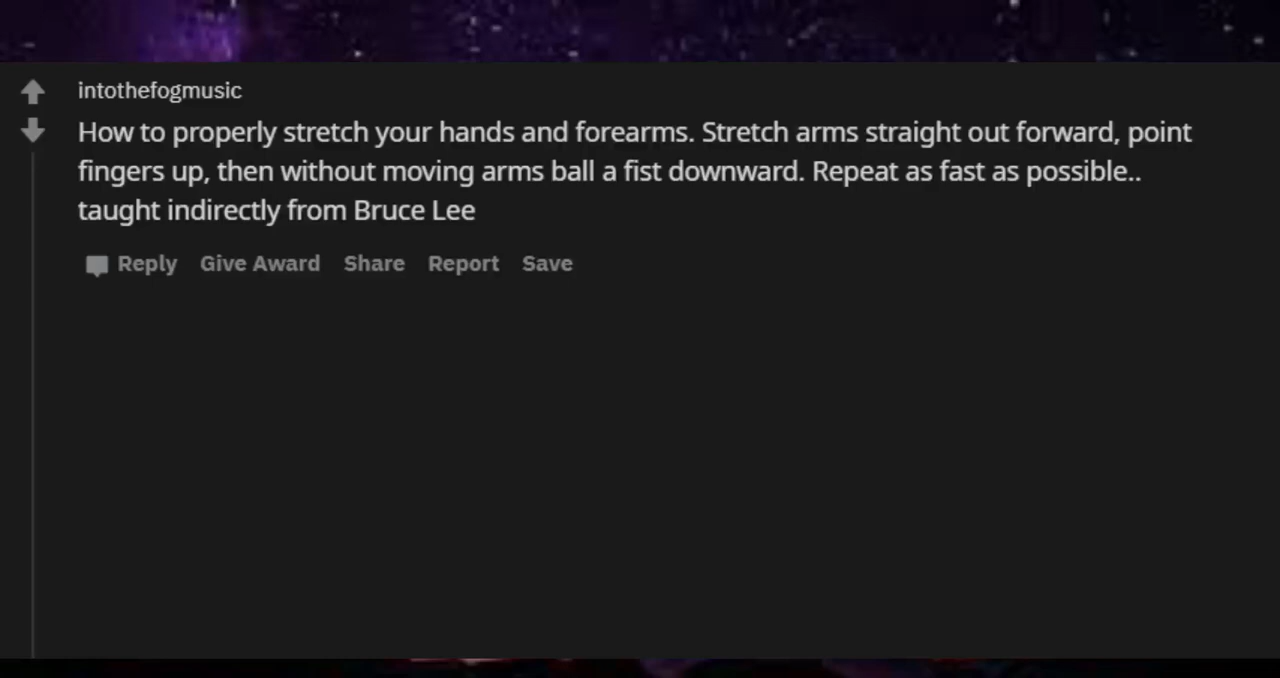 intothefogmusic
How to properly stretch your hands and forearms. Stretch arms straight out forward, point
fingers up, then without moving arms ball a fist downward. Repeat as fast as possible..
taught indirectly from Bruce Lee
Reply Give Award Share Report Save